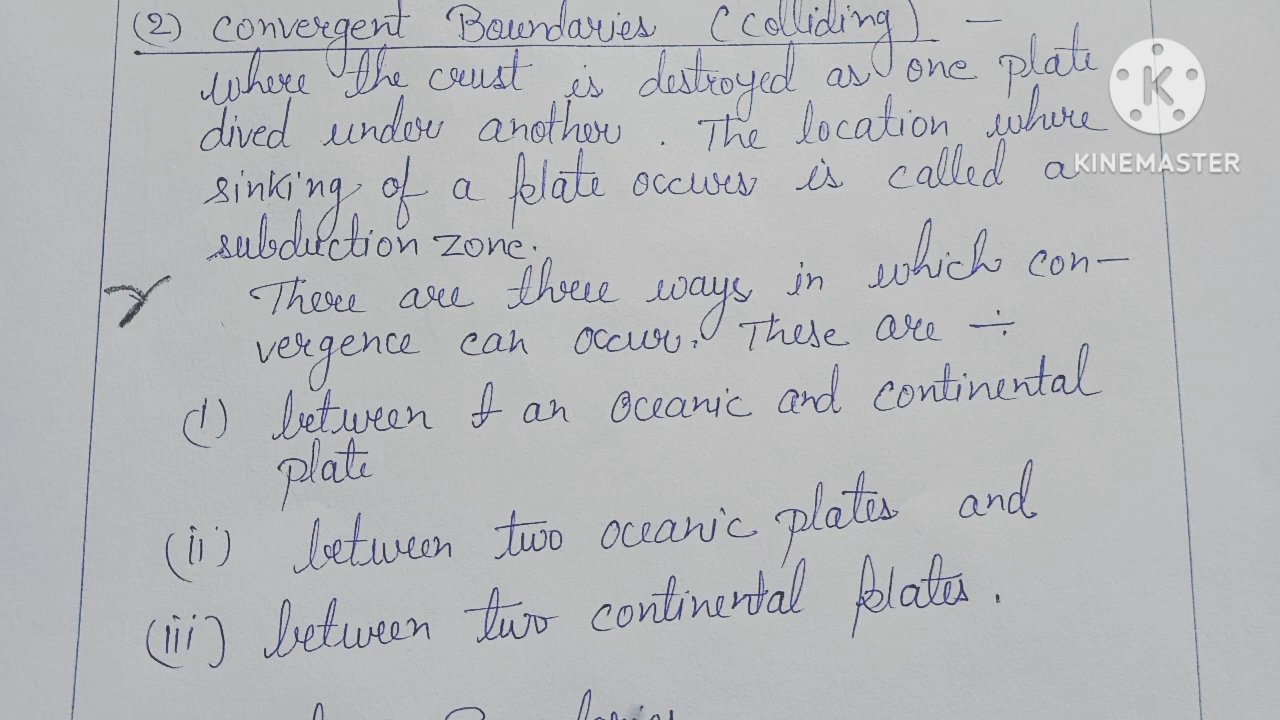 (2) Convergent Boundaries (Colliding) —
where the crust is destroyed as one plate
dived under another. The location where
sinking of a plate occurs is called a
subduction zone.
There are three ways in which con-
vergence can occur. These are ÷
(i) between & an Oceanic and continental
plate
(ii) between two oceanic plates and
(iii) between two continental plates.
K
KINEMASTER